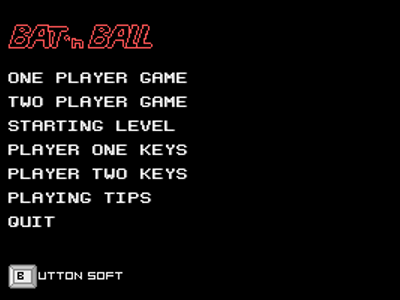 BAT 'n BALL
ONE PLAYER GAME
TWO PLAYER GAME
STARTING LEVEL
PLAYER ONE KEYS
PLAYER TWO KEYS
PLAYING TIPS
QUIT
BUTTON SOFT